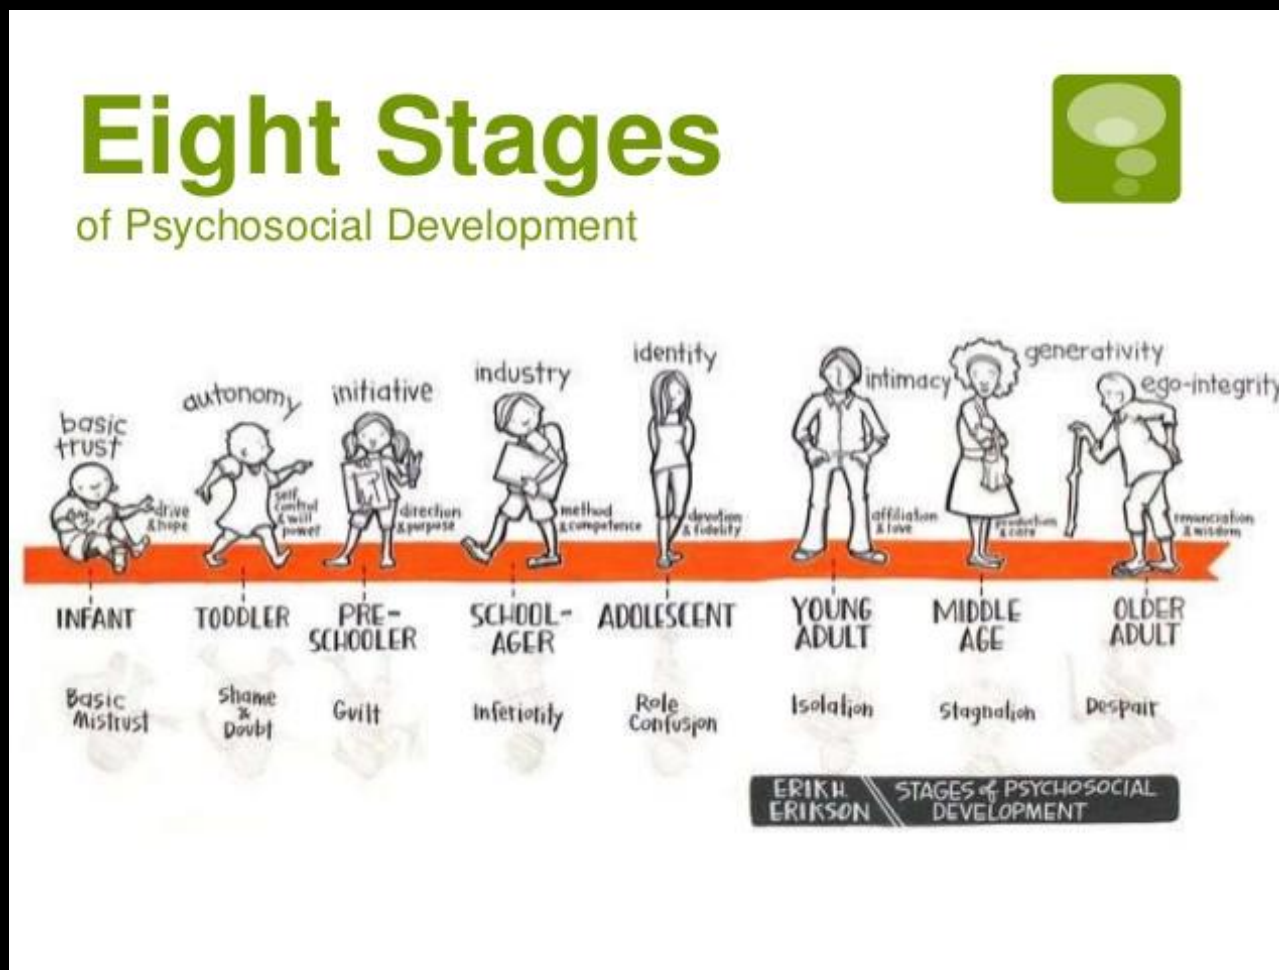 Eight Stages
of Psychosocial Development
basic
trust
drive
& hope
autonomy
self
control
& will
power
initiative
direction
& purpose
industry
method
& competence
identity
devotion
& fidelity
intimacy
affiliation
& love
generativity
production
& care
ego-integrity
renunciation
& wisdom
INFANT
TODDLER
PRE-
SCHOOLER
SCHOOL-
AGER
ADOLESCENT
YOUNG
ADULT
MIDDLE
AGE
OLDER
ADULT
Basic
Mistrust
Shame
&
Doubt
Guilt
Inferiority
Role
Confusion
Isolation
Stagnation
Despair
ERIK H.
ERIKSON
STAGES of PSYCHOSOCIAL
DEVELOPMENT